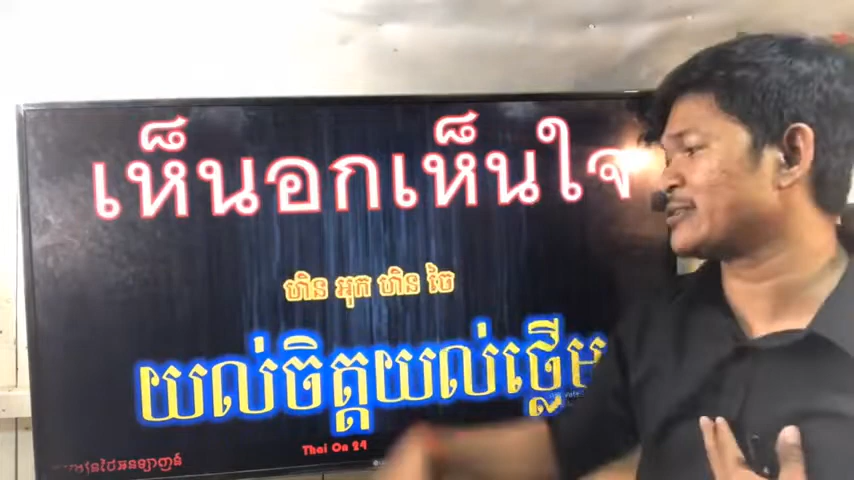 เห็นอกเห็นใจ
ហិន អុក ហិន ចៃ
យល់ចិត្តយល់ថ្លើម
Thai On 24